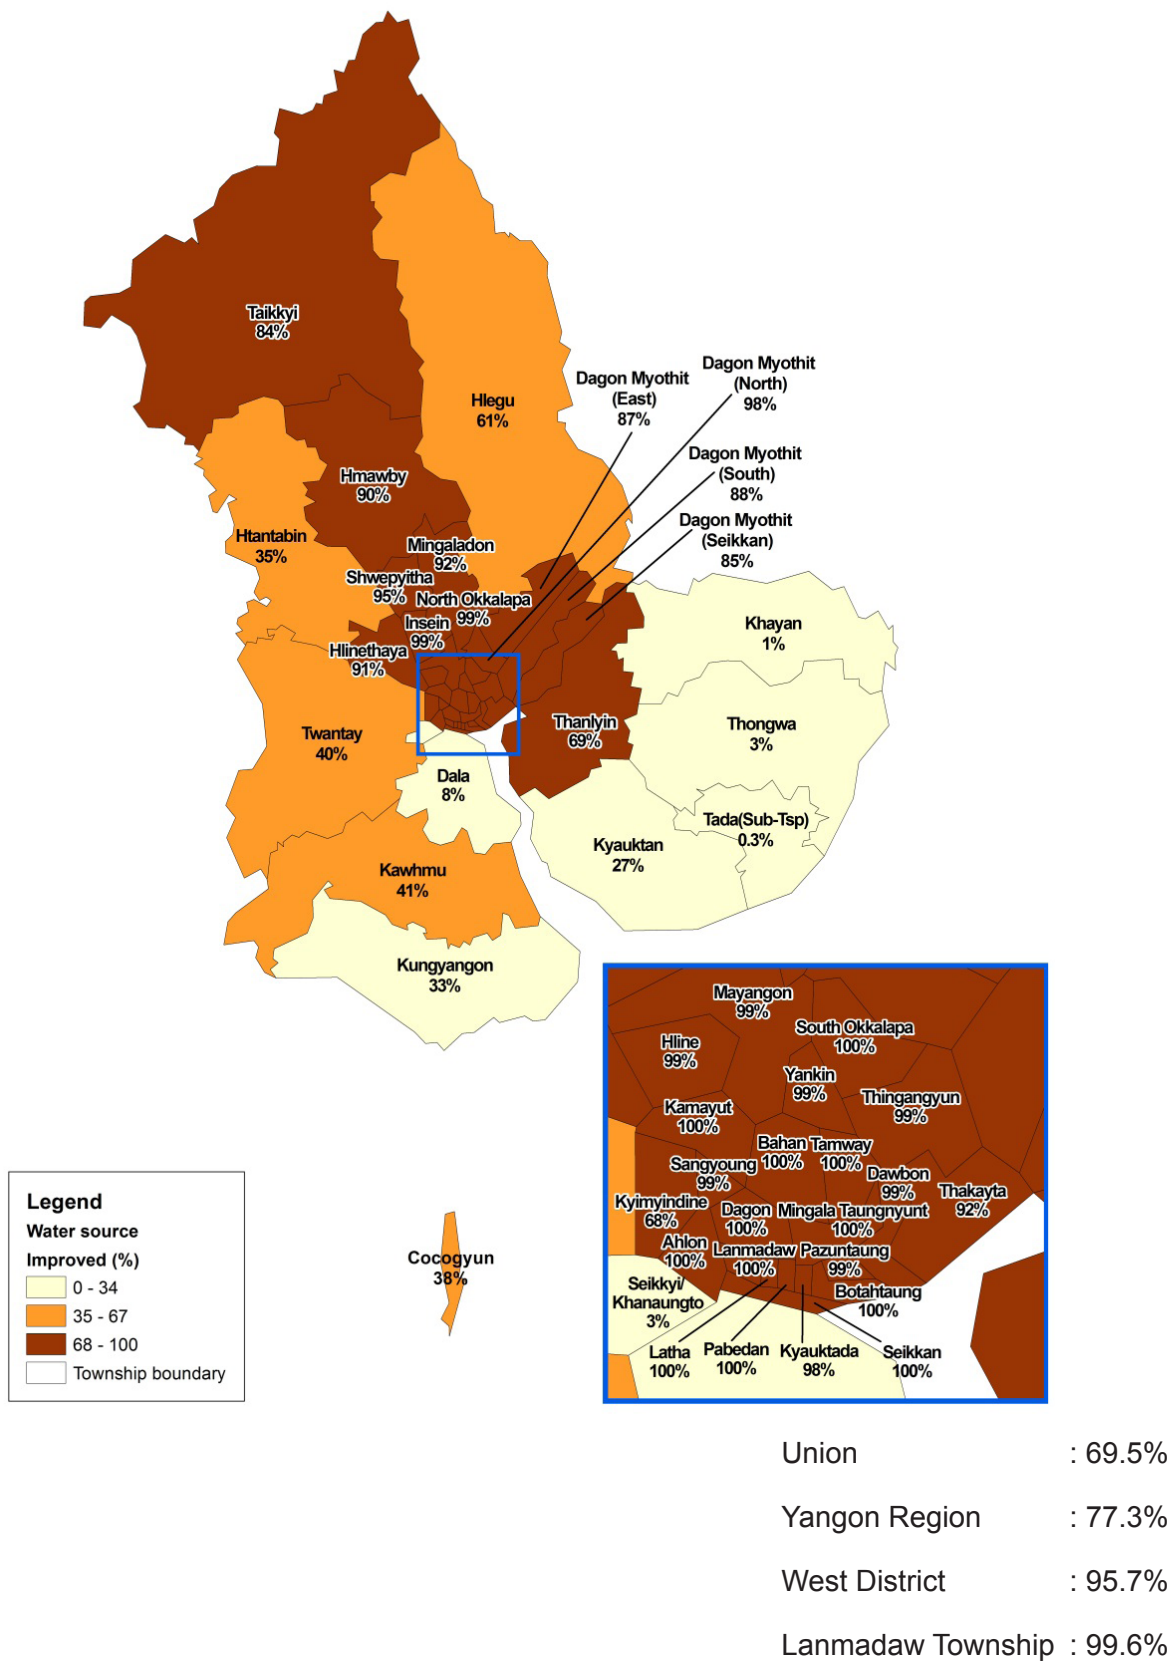 Taikkyi
84%
Hlegu
61%
Dagon Myothit
(East)
87%
Dagon Myothit
(North)
98%
Dagon Myothit
(South)
88%
Dagon Myothit
(Seikkan)
85%
Hmawby
90%
Htantabin
35%
Mingaladon
92%
Shwepyitha
95%
North Okkalapa
99%
Insein
99%
Hlinethaya
91%
Khayan
1%
Thongwa
3%
Thanlyin
69%
Twantay
40%
Dala
8%
Tada(Sub-Tsp)
0.3%
Kyauktan
27%
Kawhmu
41%
Kungyangon
33%
Cocogyun
38%
Mayangon
99%
South Okkalapa
100%
Hline
99%
Yankin
99%
Thingangyun
99%
Kamayut
100%
Bahan
100%
Tamway
100%
Sangyoung
99%
Dawbon
99%
Thakayta
92%
Kyimyindine
68%
Dagon
100%
Mingala Taungnyunt
100%
Ahlon
100%
Lanmadaw
100%
Pazuntaung
99%
Botahtaung
100%
Seikkyi/
Khanaungto
3%
Latha
100%
Pabedan
100%
Kyauktada
98%
Seikkan
100%
Legend
Water source
Improved (%)
0 - 34
35 - 67
68 - 100
Township boundary
Union : 69.5%
Yangon Region : 77.3%
West District : 95.7%
Lanmadaw Township : 99.6%